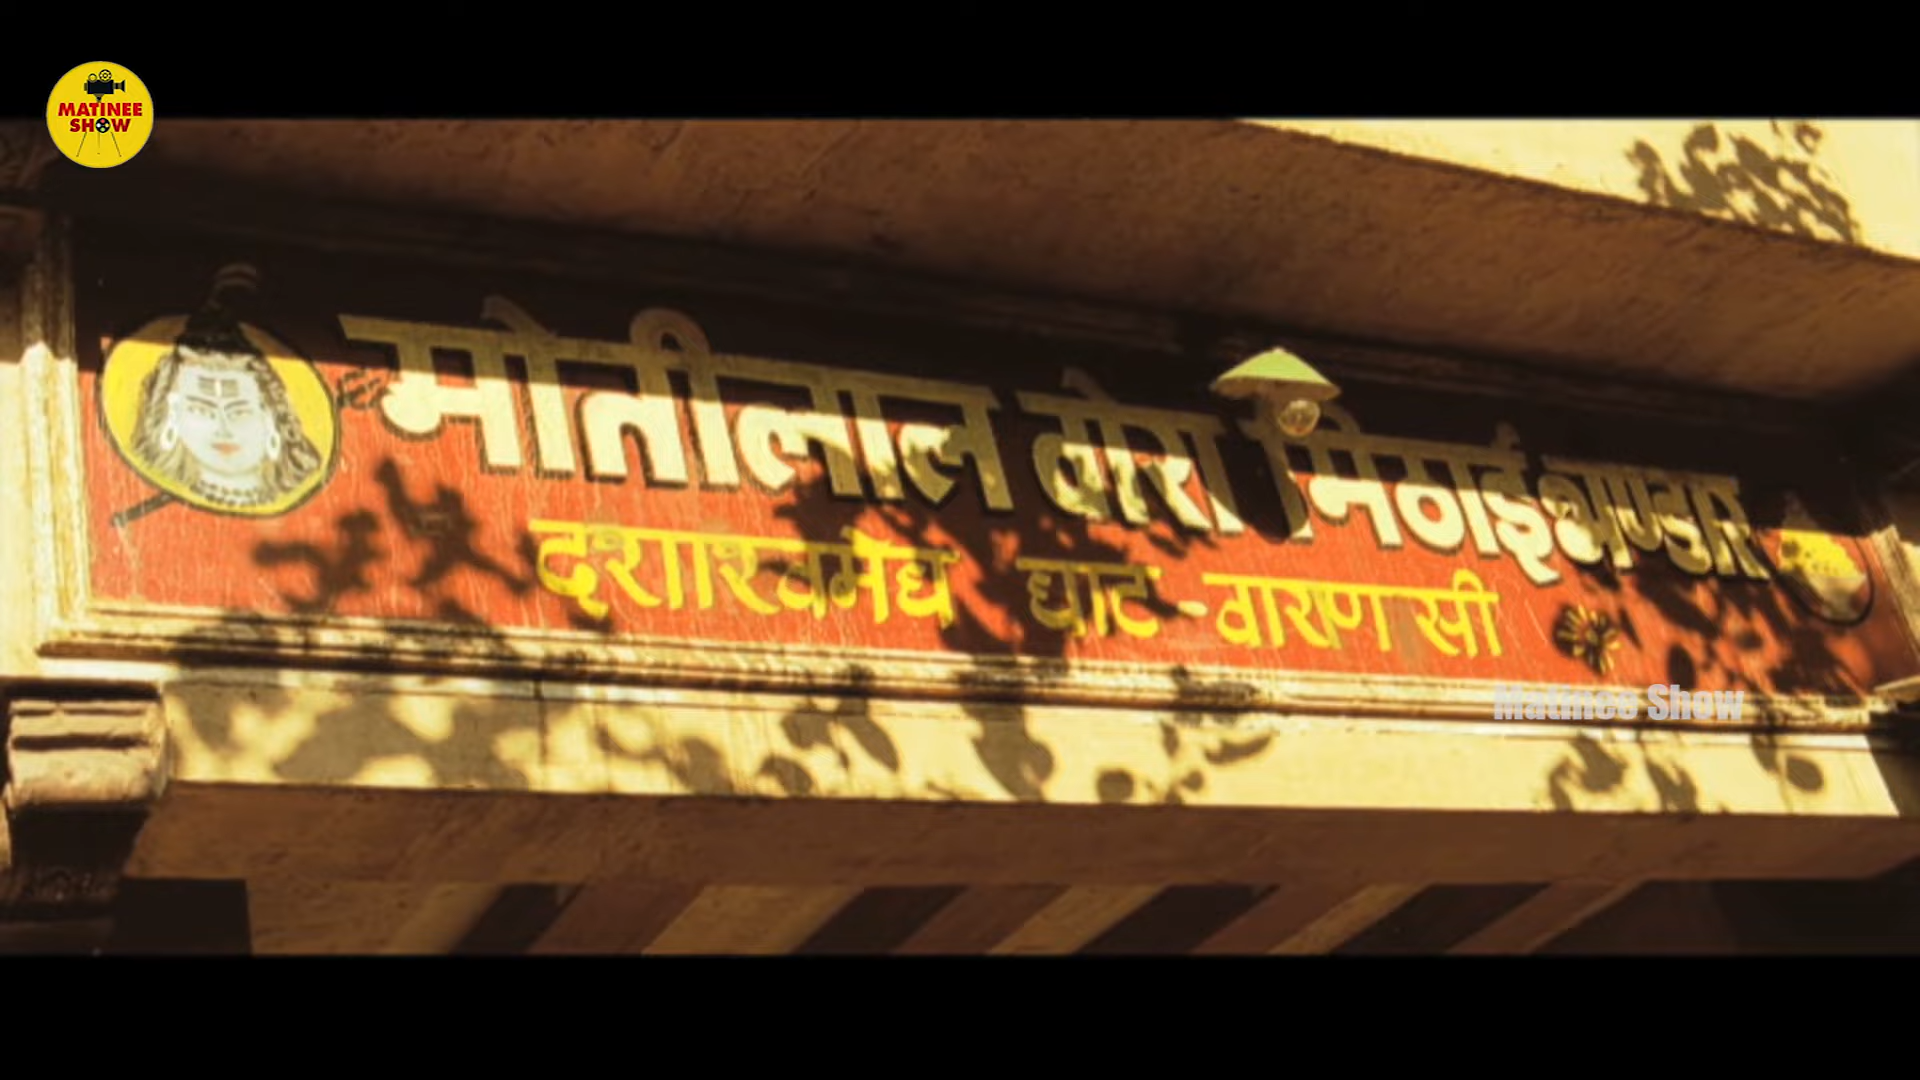 MATINEE
SHOW
मोतीलाल वोरा मिठाई भण्डार
दशाश्वमेघ घाट - वाराणसी
Matinee Show